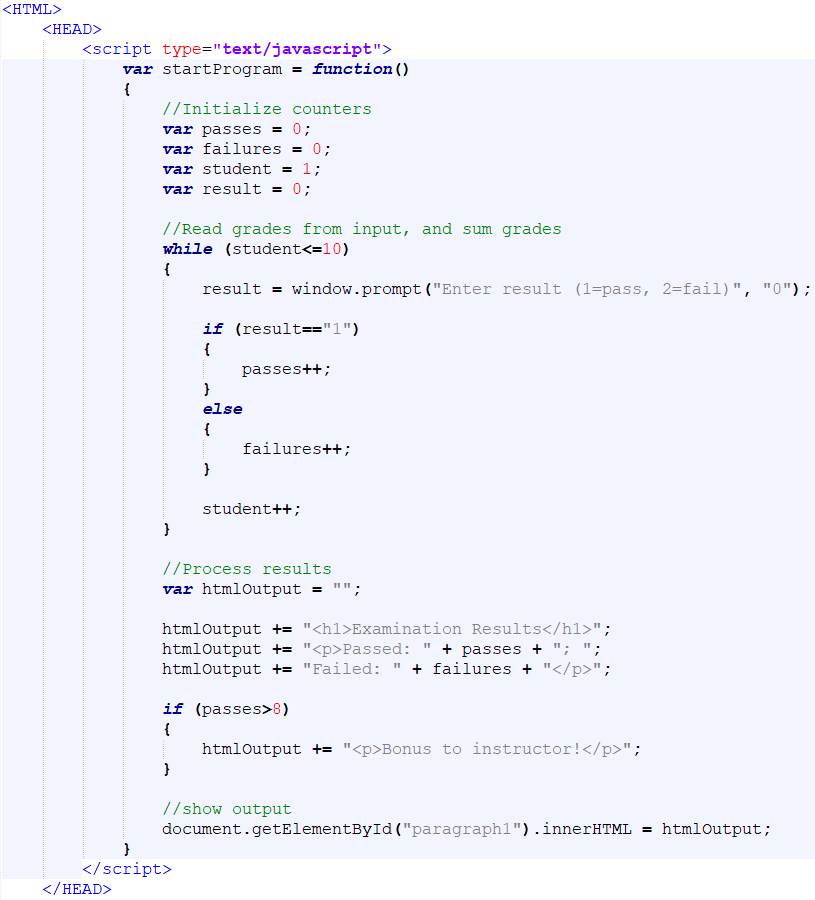 <HTML>
<HEAD>
<script type="text/javascript">
var startProgram = function()
{
//Initialize counters
var passes = 0;
var failures = 0;
var student = 1;
var result = 0;
//Read grades from input, and sum grades
while (student<=10)
{
result = window.prompt("Enter result (1=pass, 2=fail)", "0");
if (result=="1")
{
passes++;
}
else
{
failures++;
}
student++;
}
//Process results
var htmlOutput = "";
htmlOutput += "<h1>Examination Results</h1>";
htmlOutput += "<p>Passed: " + passes + "; ";
htmlOutput += "Failed: " + failures + "</p>";
if (passes>8)
{
htmlOutput += "<p>Bonus to instructor!</p>";
}
//show output
document.getElementById("paragraph1").innerHTML = htmlOutput;
}
</script>
</HEAD>